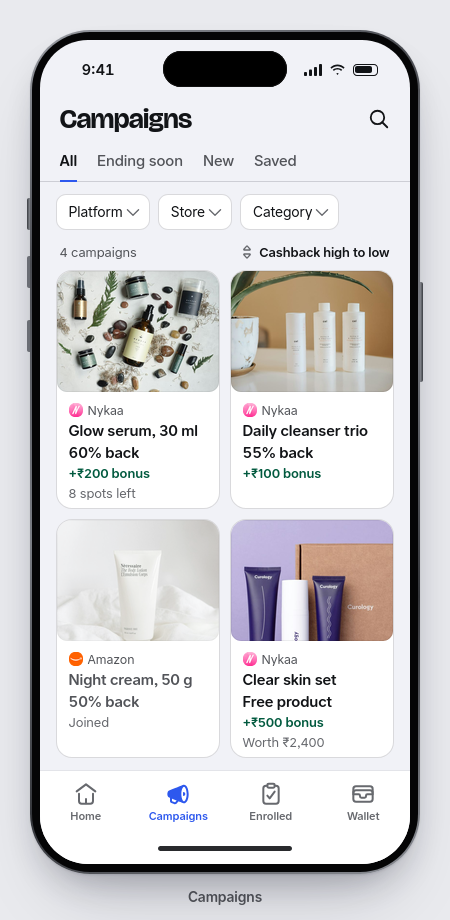 9:41
Campaigns
All Ending soon New Saved
Platform Store Category
4 campaigns Cashback high to low
Nykaa
Glow serum, 30 ml
60% back
+₹200 bonus
8 spots left
Nykaa
Daily cleanser trio
55% back
+₹100 bonus
Curology
Curology
Curology
Amazon
Night cream, 50 g
50% back
Joined
Nykaa
Clear skin set
Free product
+₹500 bonus
Worth ₹2,400
Home Campaigns Enrolled Wallet
Campaigns